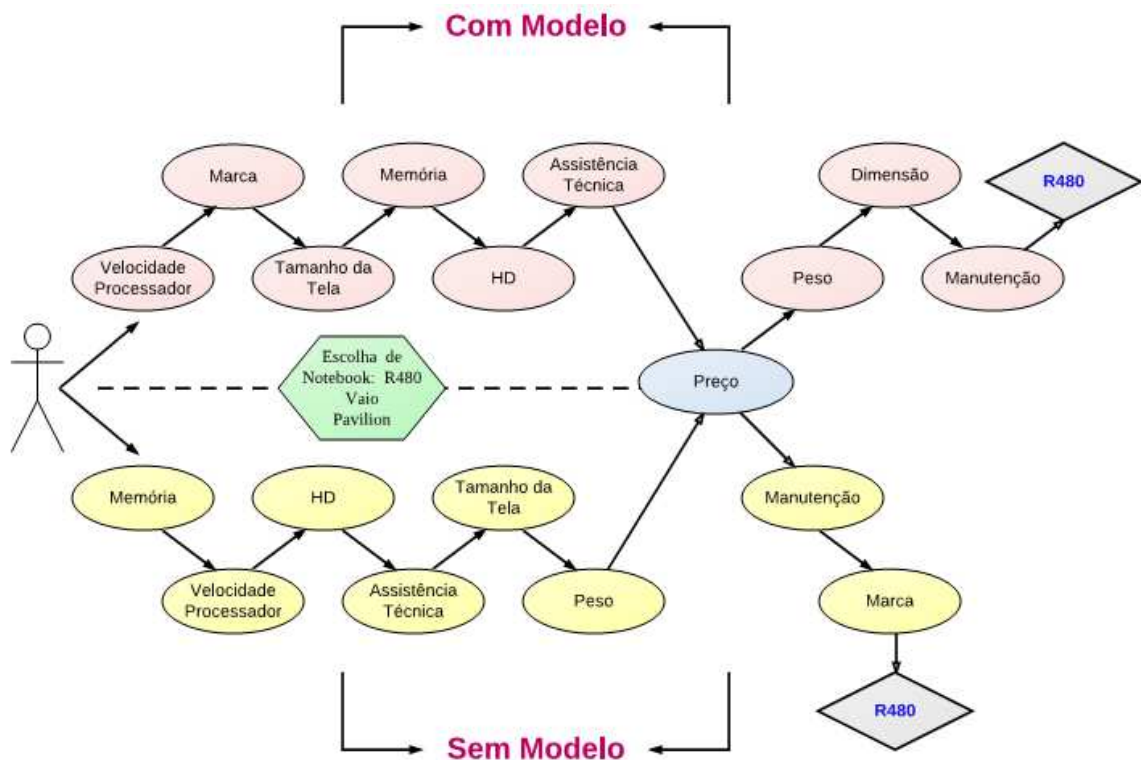 Com Modelo
Marca
Memória
Assistência
Técnica
Dimensão
R480
Velocidade
Processador
Tamanho da
Tela
HD
Peso
Manutenção
Escolha de
Notebook: R480
Vaio
Pavilion
Preço
Memória
HD
Tamanho da
Tela
Manutenção
Velocidade
Processador
Assistência
Técnica
Peso
Marca
R480
Sem Modelo